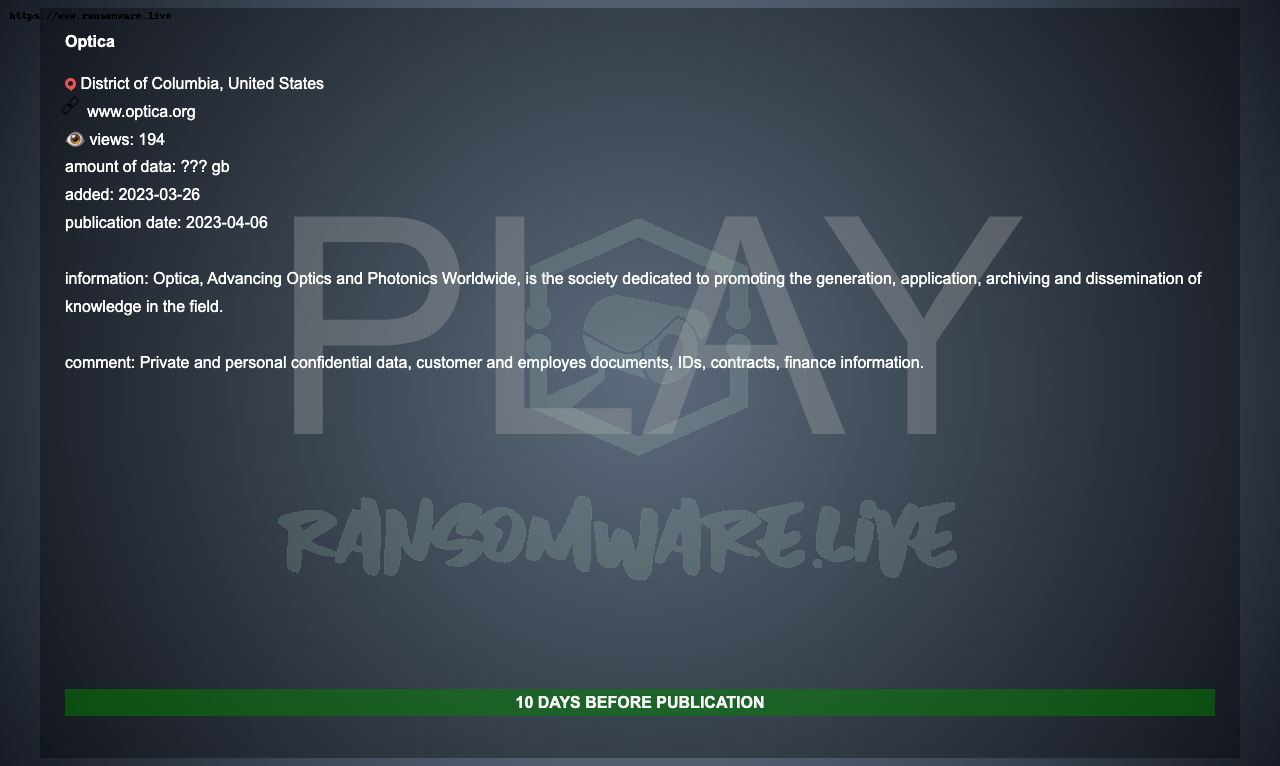 https://www.ransomware.live
Optica
District of Columbia, United States
www.optica.org
views: 194
amount of data: ??? gb
added: 2023-03-26
publication date: 2023-04-06
PLAY
information: Optica, Advancing Optics and Photonics Worldwide, is the society dedicated to promoting the generation, application, archiving and dissemination of
knowledge in the field.
comment: Private and personal confidential data, customer and employes documents, IDs, contracts, finance information.
RANSOMWARE.LIVE
10 DAYS BEFORE PUBLICATION